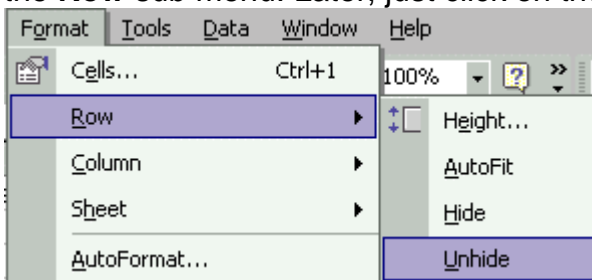 the Row sub-menu. Later, just click on th
Format Tools Data Window Help
Cells... Ctrl+1 100%
Row Height...
Column AutoFit
Sheet Hide
AutoFormat... Unhide